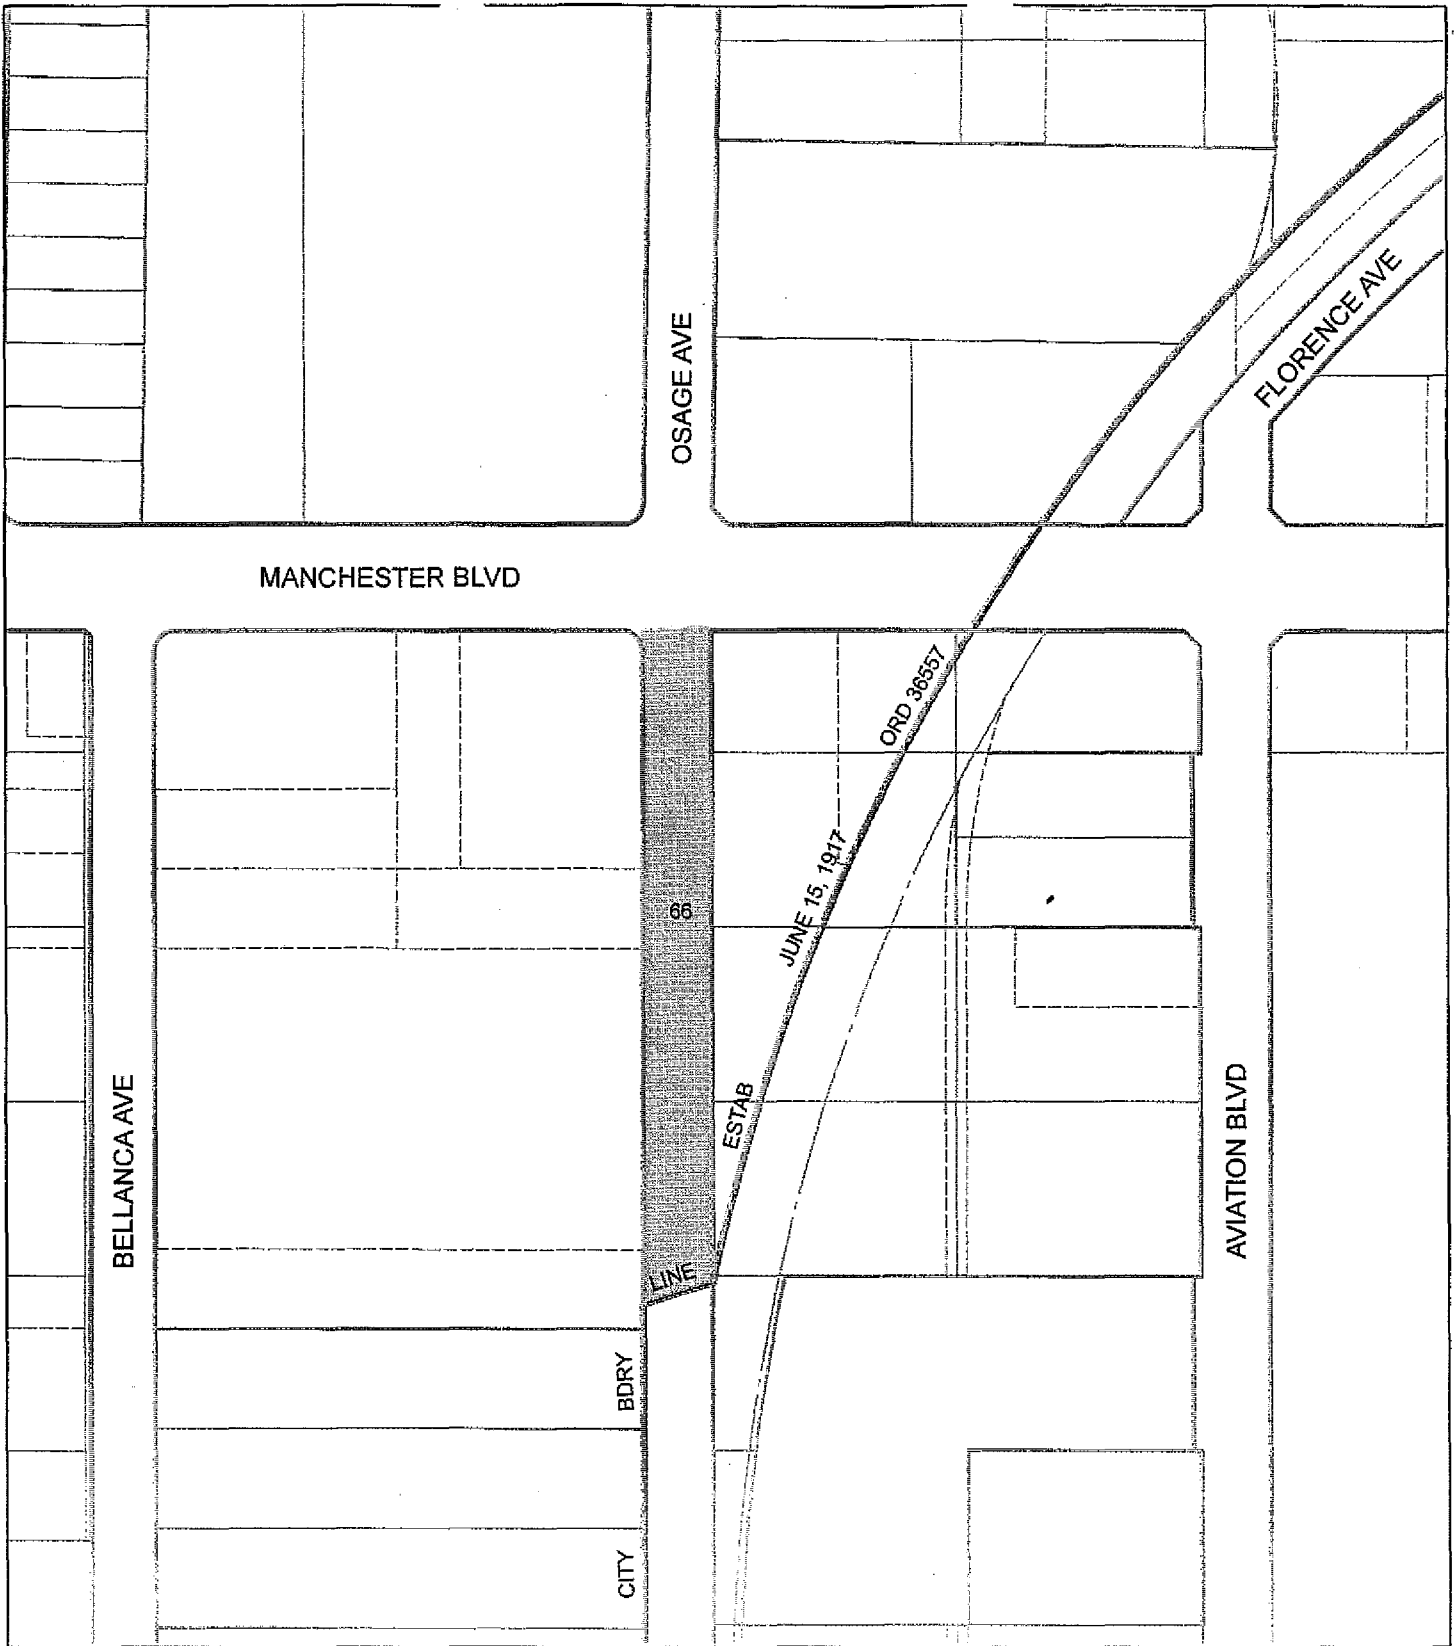 OSAGE AVE
FLORENCE AVE
MANCHESTER BLVD
ORD 36557
JUNE 15, 1917
66
ESTAB
BELLANCA AVE
AVIATION BLVD
LINE
BDRY
CITY